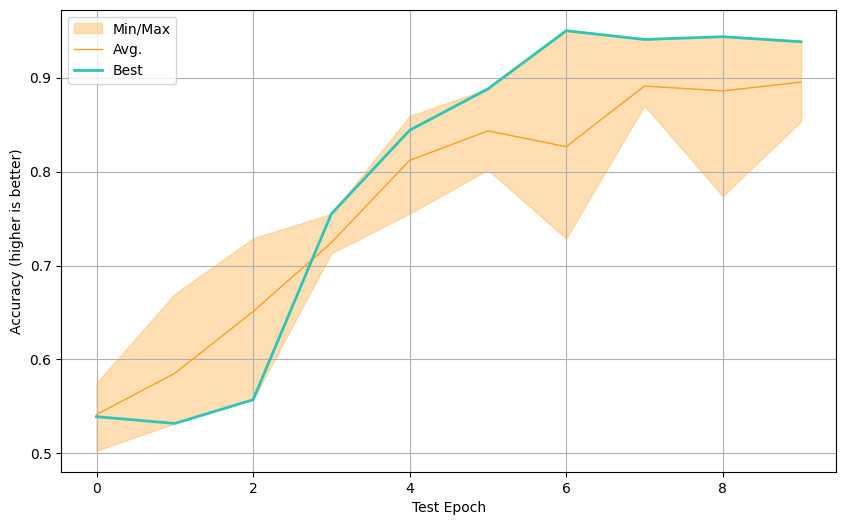 Min/Max
Avg.
Best
Accuracy (higher is better)
0.9
0.8
0.7
0.6
0.5
0 2 4 6 8
Test Epoch